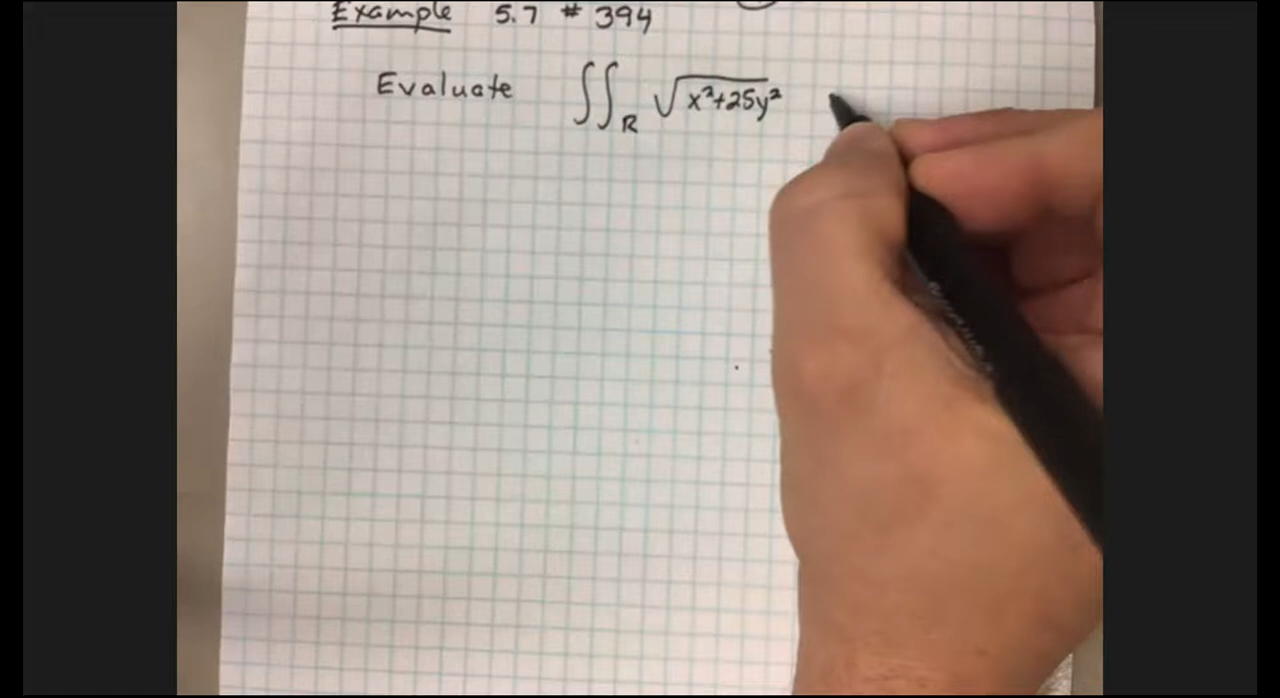 Example 5.7 # 394
Evaluate ∬_R √(x²+25y²)